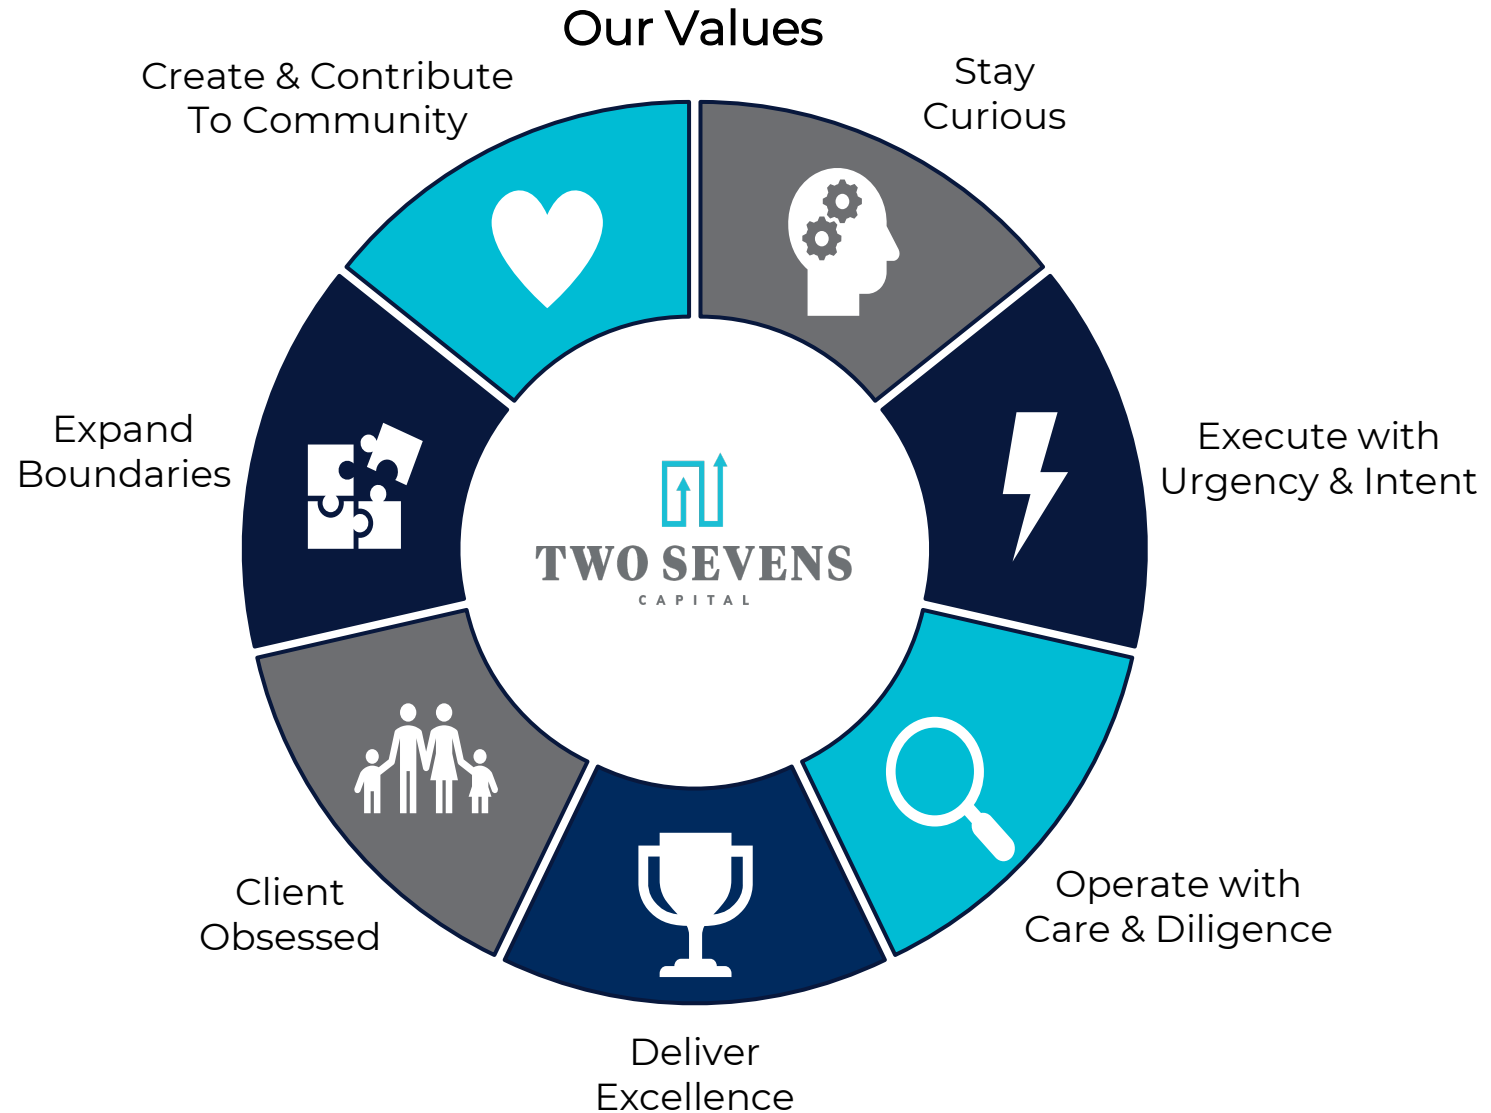 Our Values
Create & Contribute
To Community
Stay
Curious
Execute with
Urgency & Intent
Operate with
Care & Diligence
Deliver
Excellence
Client
Obsessed
Expand
Boundaries
TWO SEVENS
CAPITAL